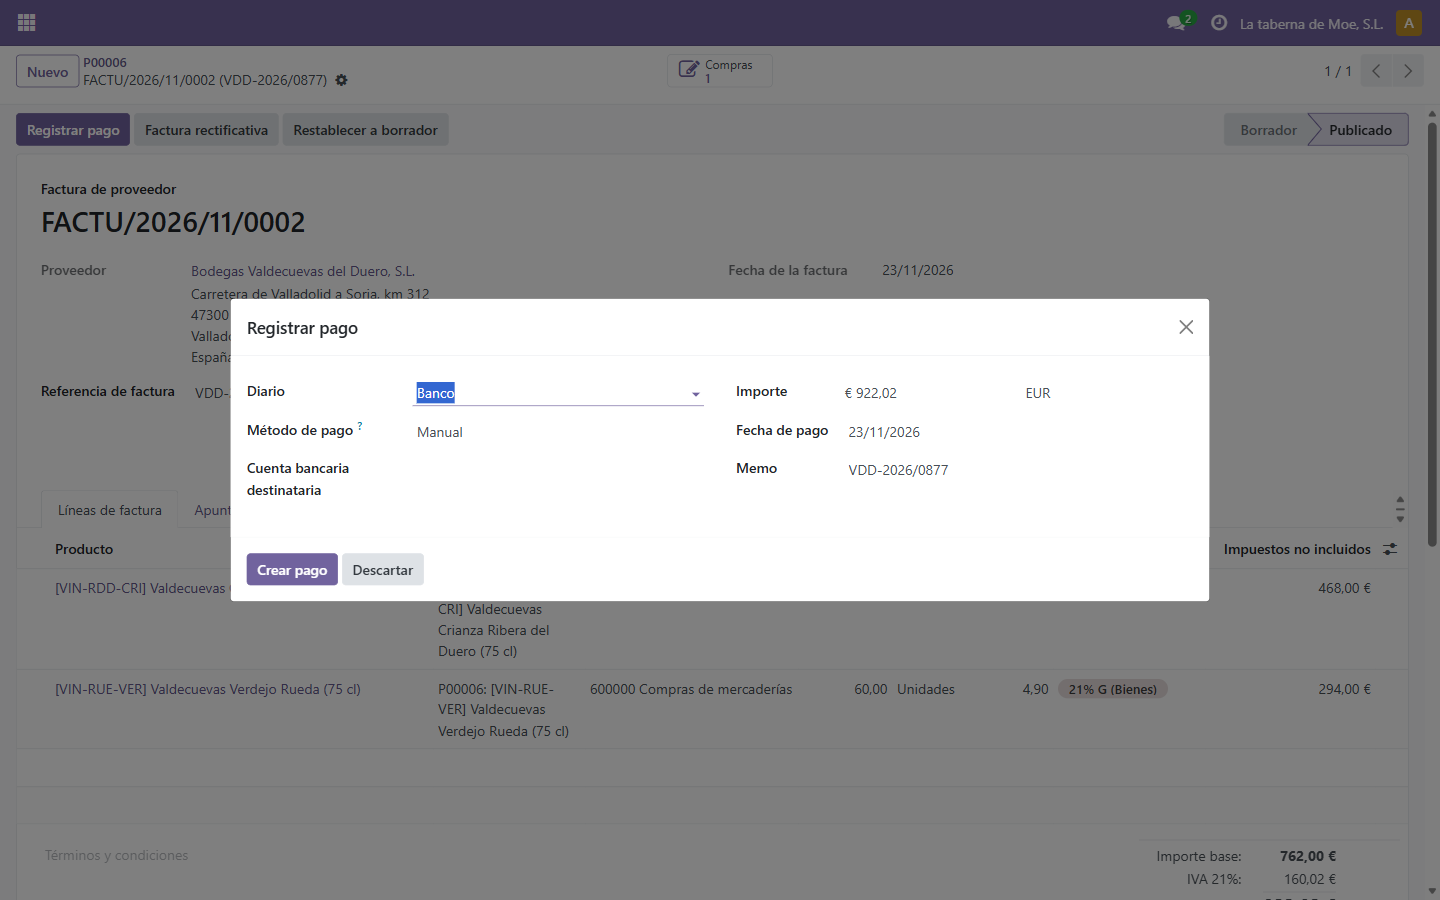 2
La taberna de Moe, S.L.
A
Nuevo
P00006
FACTU/2026/11/0002 (VDD-2026/0877)
Compras
1
1 / 1
Registrar pago
Factura rectificativa
Restablecer a borrador
Borrador
Publicado
Factura de proveedor
FACTU/2026/11/0002
Proveedor
Bodegas Valdecuevas del Duero, S.L.
Carretera de Valladolid a Soria, km 312
47300
España
Fecha de la factura
23/11/2026
Referencia de factura
VDD-
Registrar pago
Diario
Banco
Importe
€ 922,02
EUR
Método de pago ?
Manual
Fecha de pago
23/11/2026
Cuenta bancaria
destinataria
Memo
VDD-2026/0877
Crear pago
Descartar
Líneas de factura
Producto
Impuestos no incluidos
[VIN-RDD-CRI] Valdecuevas
CRI] Valdecuevas
Crianza Ribera del
Duero (75 cl)
468,00 €
[VIN-RUE-VER] Valdecuevas Verdejo Rueda (75 cl)
P00006: [VIN-RUE-
VER] Valdecuevas
Verdejo Rueda (75 cl)
600000 Compras de mercaderías
60,00 Unidades
4,90
21% G (Bienes)
294,00 €
Términos y condiciones
Importe base: 762,00 €
IVA 21%: 160,02 €